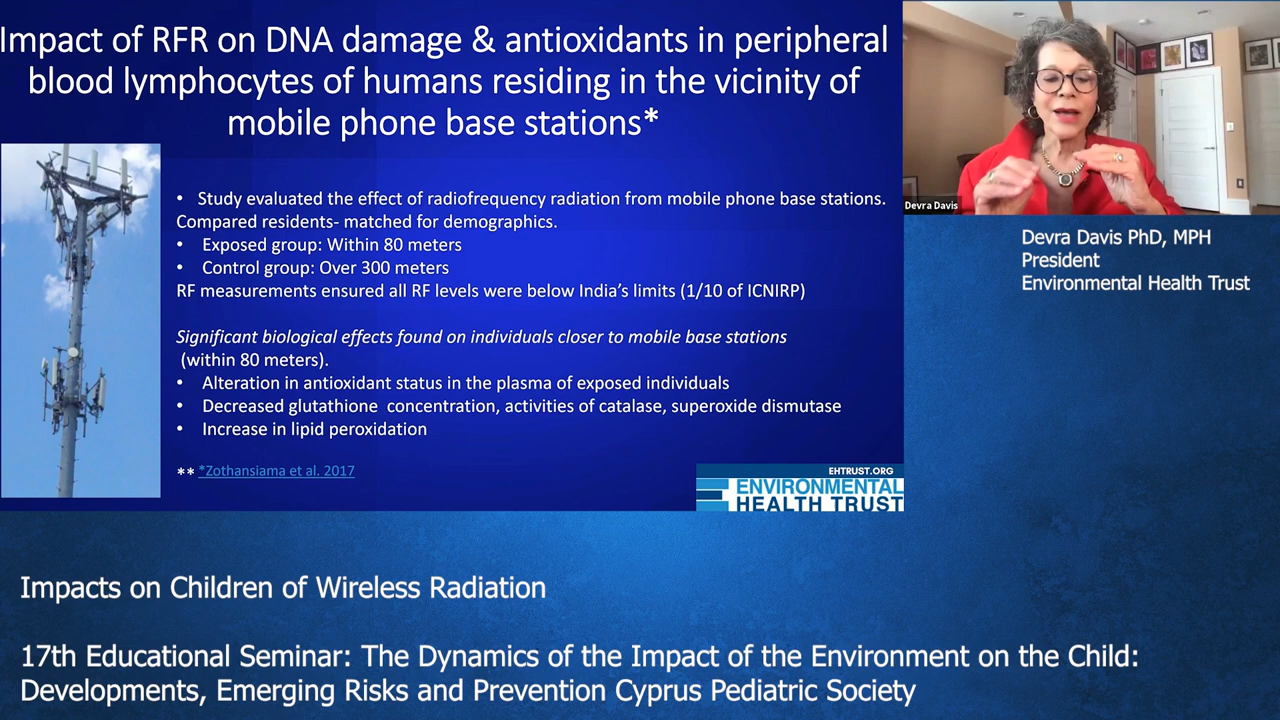 Impact of RFR on DNA damage & antioxidants in peripheral
blood lymphocytes of humans residing in the vicinity of
mobile phone base stations*
• Study evaluated the effect of radiofrequency radiation from mobile phone base stations.
Compared residents- matched for demographics.
• Exposed group: Within 80 meters
• Control group: Over 300 meters
RF measurements ensured all RF levels were below India’s limits (1/10 of ICNIRP)
Significant biological effects found on individuals closer to mobile base stations
(within 80 meters).
• Alteration in antioxidant status in the plasma of exposed individuals
• Decreased glutathione concentration, activities of catalase, superoxide dismutase
• Increase in lipid peroxidation
** *Zothansiama et al. 2017
EHTRUST.ORG
ENVIRONMENTAL
HEALTH TRUST
Devra Davis
Devra Davis PhD, MPH
President
Environmental Health Trust
Impacts on Children of Wireless Radiation
17th Educational Seminar: The Dynamics of the Impact of the Environment on the Child:
Developments, Emerging Risks and Prevention Cyprus Pediatric Society